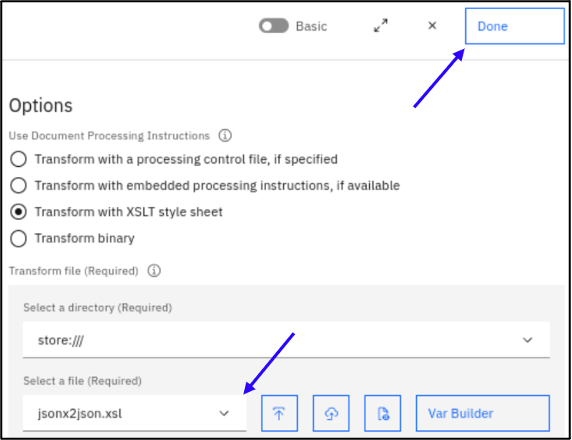 Basic
Done
Options
Use Document Processing Instructions
Transform with a processing control file, if specified
Transform with embedded processing instructions, if available
Transform with XSLT style sheet
Transform binary
Transform file (Required)
Select a directory (Required)
store:///
Select a file (Required)
jsonx2json.xsl
Var Builder